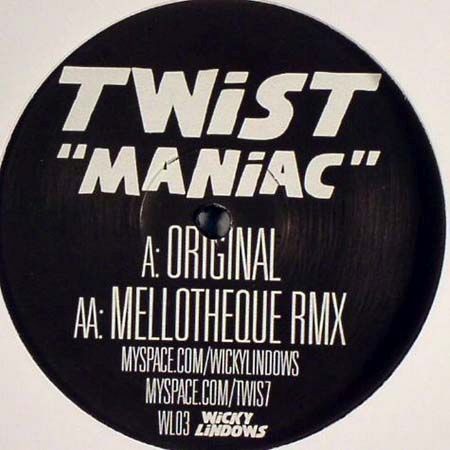 TWiST
"MANiAC"
A: ORIGINAL
AA: MELLOTHEQUE RMX
MYSPACE.COM/WICKYLINDOWS
MYSPACE.COM/TWIS7
WL03 WiCKY LiNDOWS